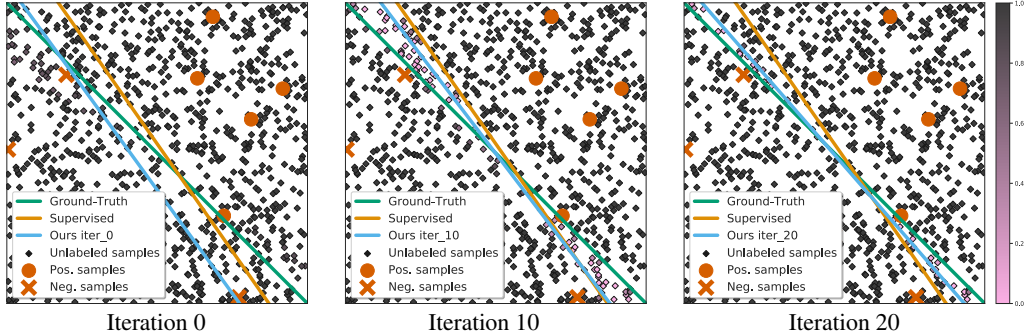 Ground-Truth
Supervised
Ours iter_0
Unlabeled samples
Pos. samples
Neg. samples
Iteration 0
Ground-Truth
Supervised
Ours iter_10
Unlabeled samples
Pos. samples
Neg. samples
Iteration 10
Ground-Truth
Supervised
Ours iter_20
Unlabeled samples
Pos. samples
Neg. samples
Iteration 20
1.0
0.8
0.6
0.4
0.2
0.0